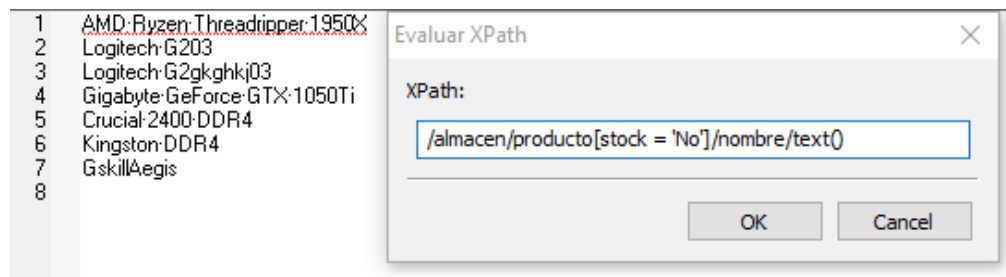 1 AMD Ryzen Threadripper 1950X
2 Logitech G203
3 Logitech G2gkghkj03
4 Gigabyte GeForce GTX 1050Ti
5 Crucial 2400 DDR4
6 Kingston DDR4
7 GskillAegis
8
Evaluar XPath
XPath:
/almacen/producto[stock = 'No']/nombre/text()
OK Cancel